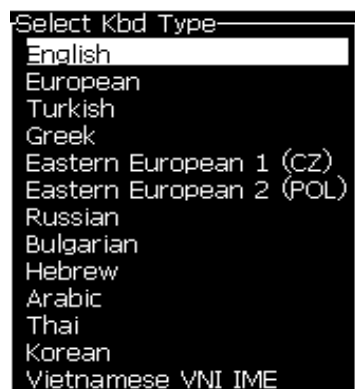 Select Kbd Type
English
European
Turkish
Greek
Eastern European 1 (CZ)
Eastern European 2 (POL)
Russian
Bulgarian
Hebrew
Arabic
Thai
Korean
Vietnamese VNI IME